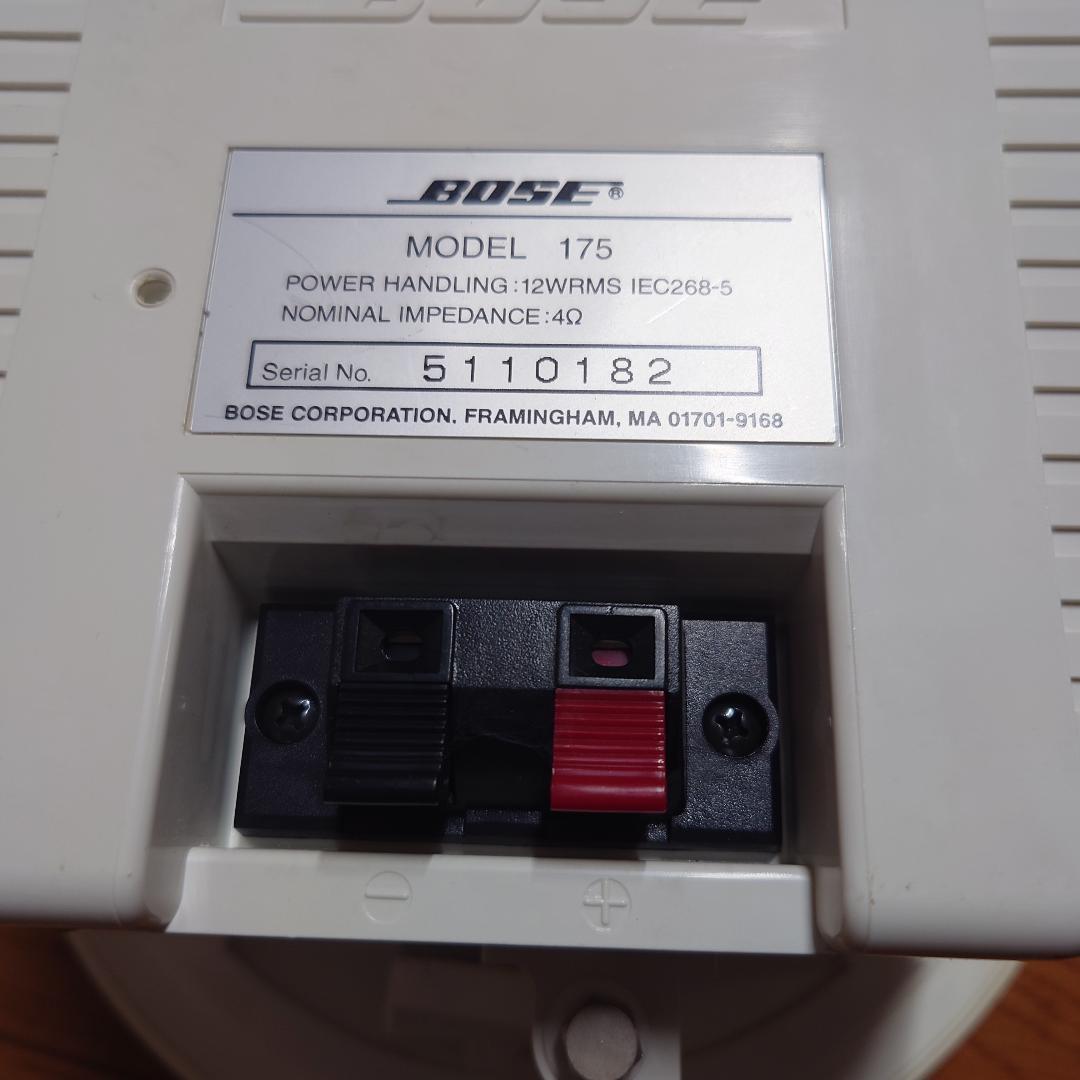 BOSE
BOSE®
MODEL 175
POWER HANDLING:12WRMS IEC268-5
NOMINAL IMPEDANCE:4Ω
Serial No. 5110182
BOSE CORPORATION. FRAMINGHAM, MA 01701-9168
− +